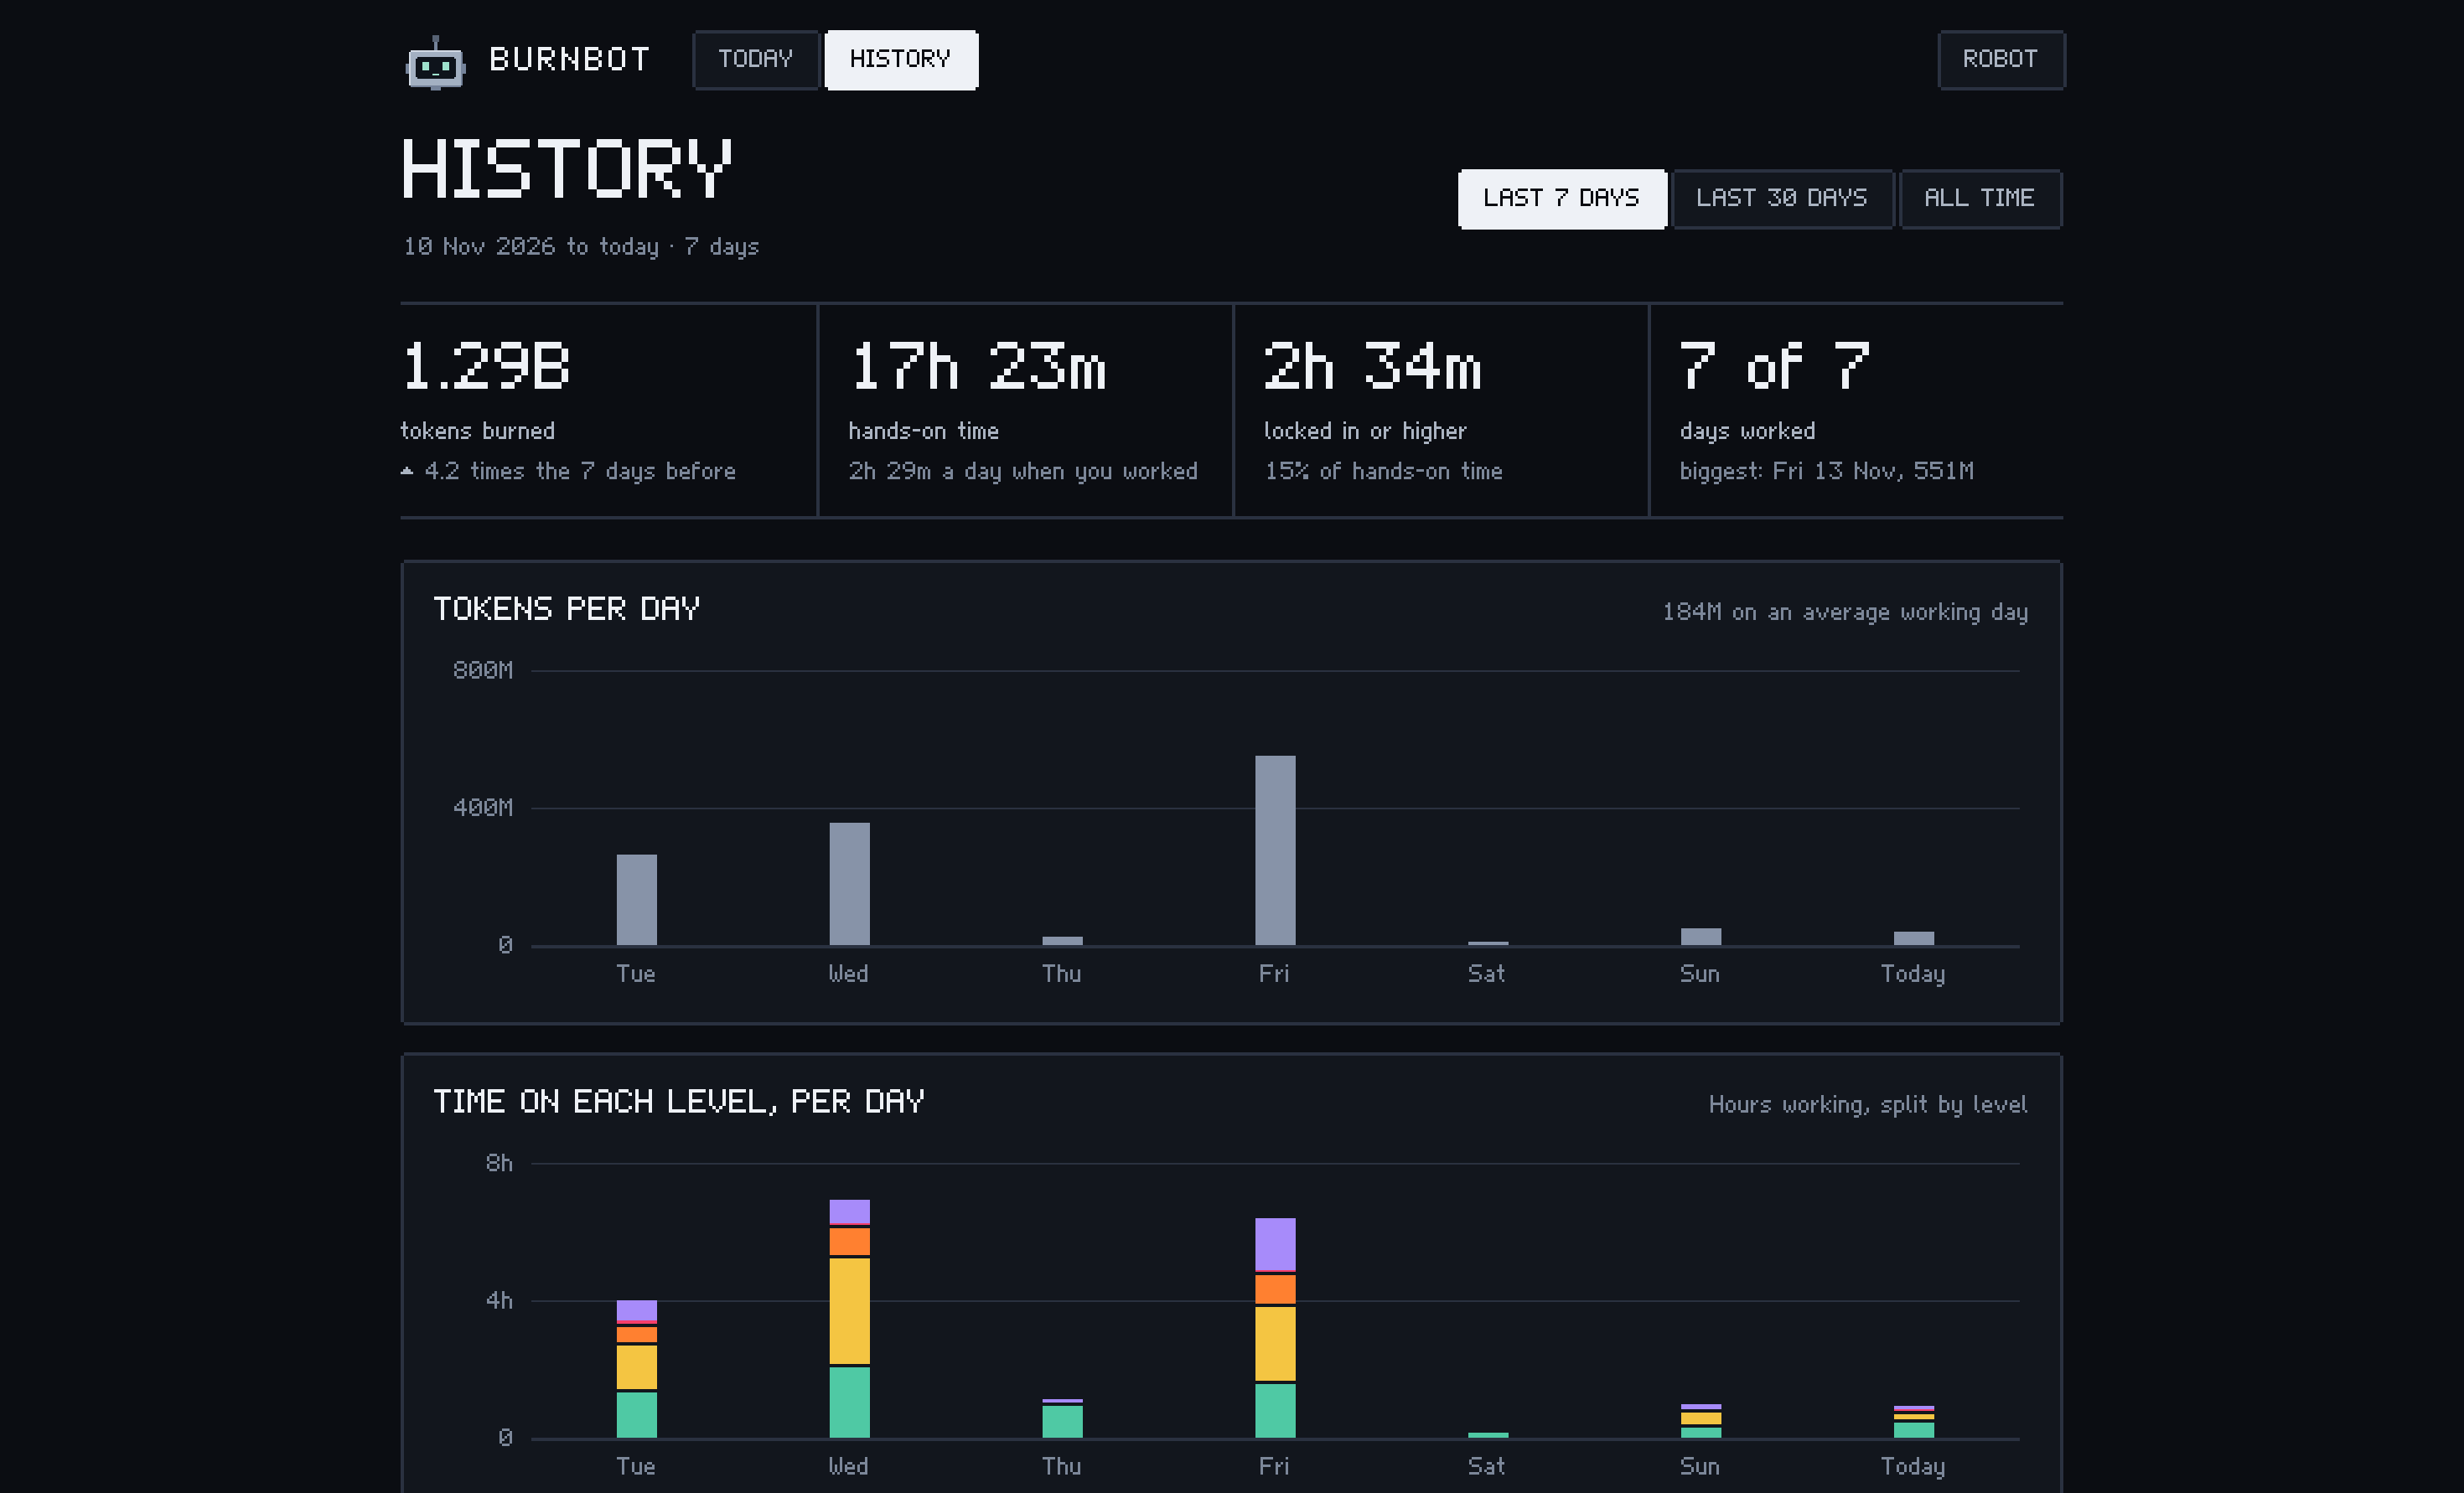 BURNBOT TODAY HISTORY ROBOT
HISTORY
LAST 7 DAYS LAST 30 DAYS ALL TIME
10 Nov 2026 to today · 7 days
1.29B
tokens burned
▲ 4.2 times the 7 days before
17h 23m
hands-on time
2h 29m a day when you worked
2h 34m
locked in or higher
15% of hands-on time
7 of 7
days worked
biggest: Fri 13 Nov, 551M
TOKENS PER DAY
184M on an average working day
800M
400M
0
Tue Wed Thu Fri Sat Sun Today
TIME ON EACH LEVEL, PER DAY
Hours working, split by level
8h
4h
0
Tue Wed Thu Fri Sat Sun Today